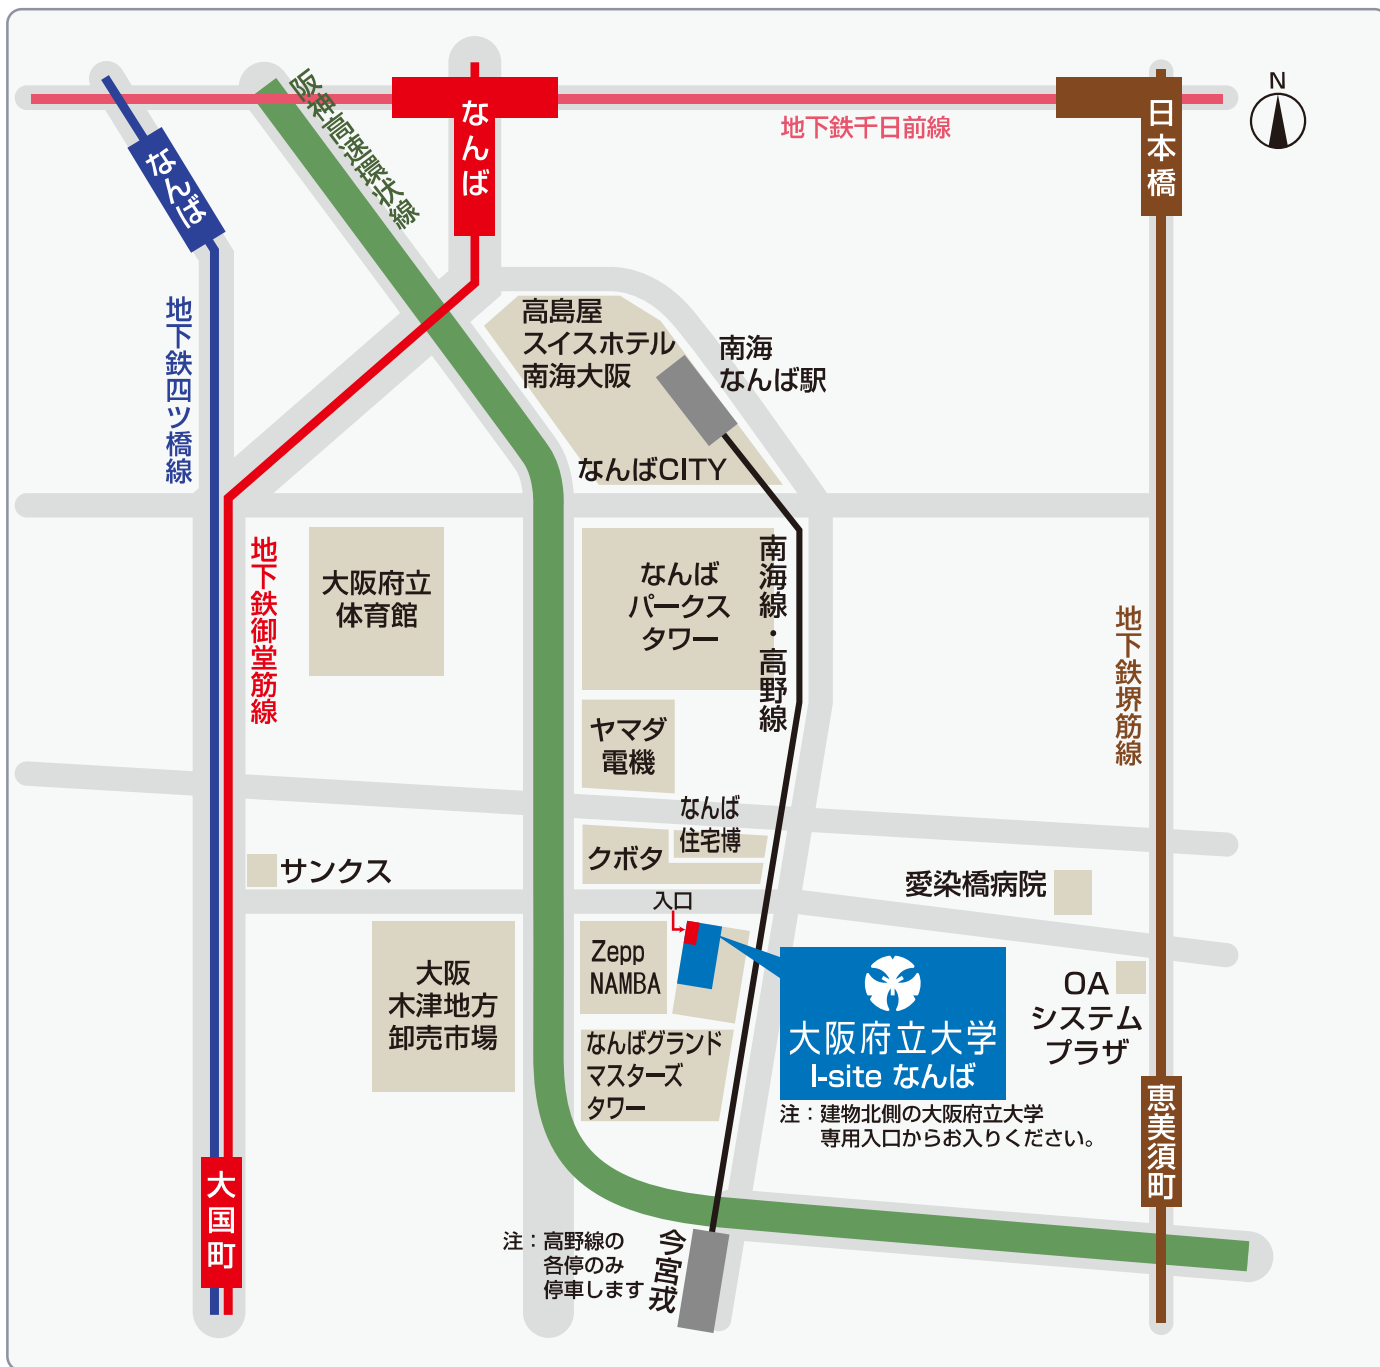 N
なんば
なんば
日本橋
阪神高速環状線
地下鉄千日前線
地下鉄四ツ橋線
高島屋
スイスホテル
南海大阪
南海
なんば駅
なんばCITY
地下鉄御堂筋線
大阪府立
体育館
なんば
パークス
タワー
南海線・高野線
地下鉄堺筋線
ヤマダ
電機
なんば
住宅博
クボタ
サンクス
愛染橋病院
入口
Zepp
NAMBA
大阪
木津地方
卸売市場
大阪府立大学
I-site なんば
OA
システム
プラザ
なんばグランド
マスターズ
タワー
注：建物北側の大阪府立大学
専用入口からお入りください。
恵美須町
大国町
注：高野線の
各停のみ
停車します
今宮戎